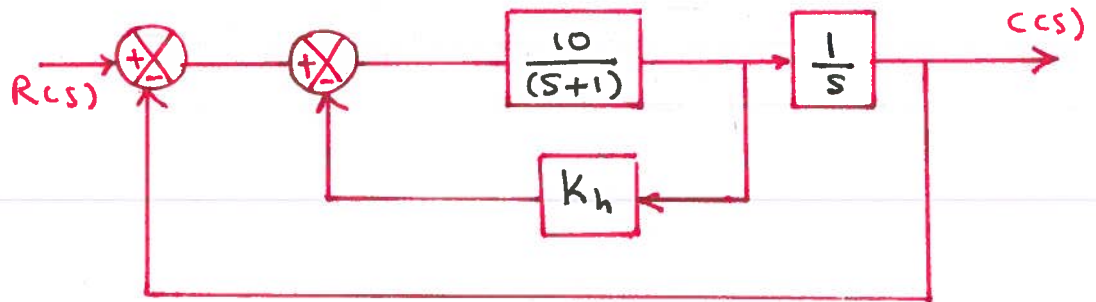 C(S)
+
-
+
-
10
(S+1)
1
S
R(S)
Kh